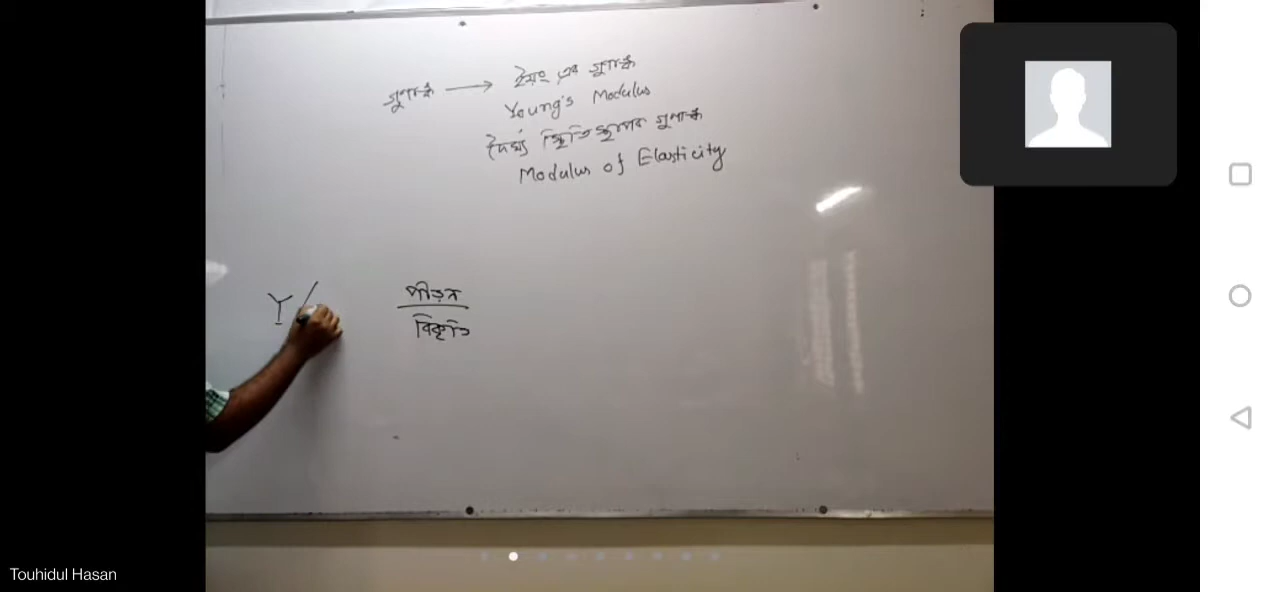 গুণাঙ্ক → ইয়ং এর গুণাঙ্ক
Young's Modulus
দৈর্ঘ্য স্থিতিস্থাপক গুণাঙ্ক
Modulus of Elasticity
Y /
পীড়ন
বিকৃতি
Touhidul Hasan